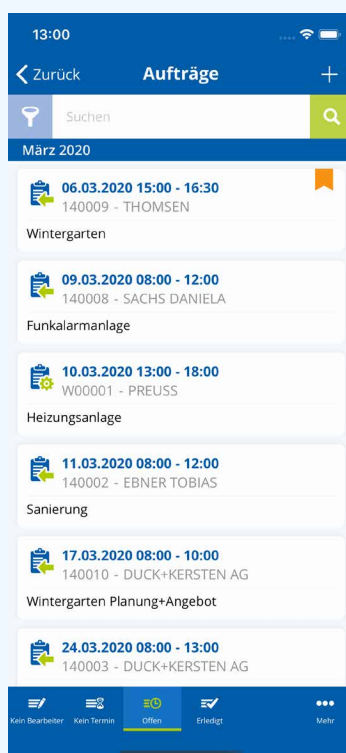 13:00
Zurück
Aufträge
Suchen
März 2020
06.03.2020 15:00 - 16:30
140009 - THOMSEN
Wintergarten
09.03.2020 08:00 - 12:00
140008 - SACHS DANIELA
Funkalarmanlage
10.03.2020 13:00 - 18:00
W00001 - PREUSS
Heizungsanlage
11.03.2020 08:00 - 12:00
140002 - EBNER TOBIAS
Sanierung
17.03.2020 08:00 - 10:00
140010 - DUCK+KERSTEN AG
Wintergarten Planung+Angebot
24.03.2020 08:00 - 13:00
140003 - DUCK+KERSTEN AG
Kein Bearbeiter
Kein Termin
Offen
Erledigt
Mehr